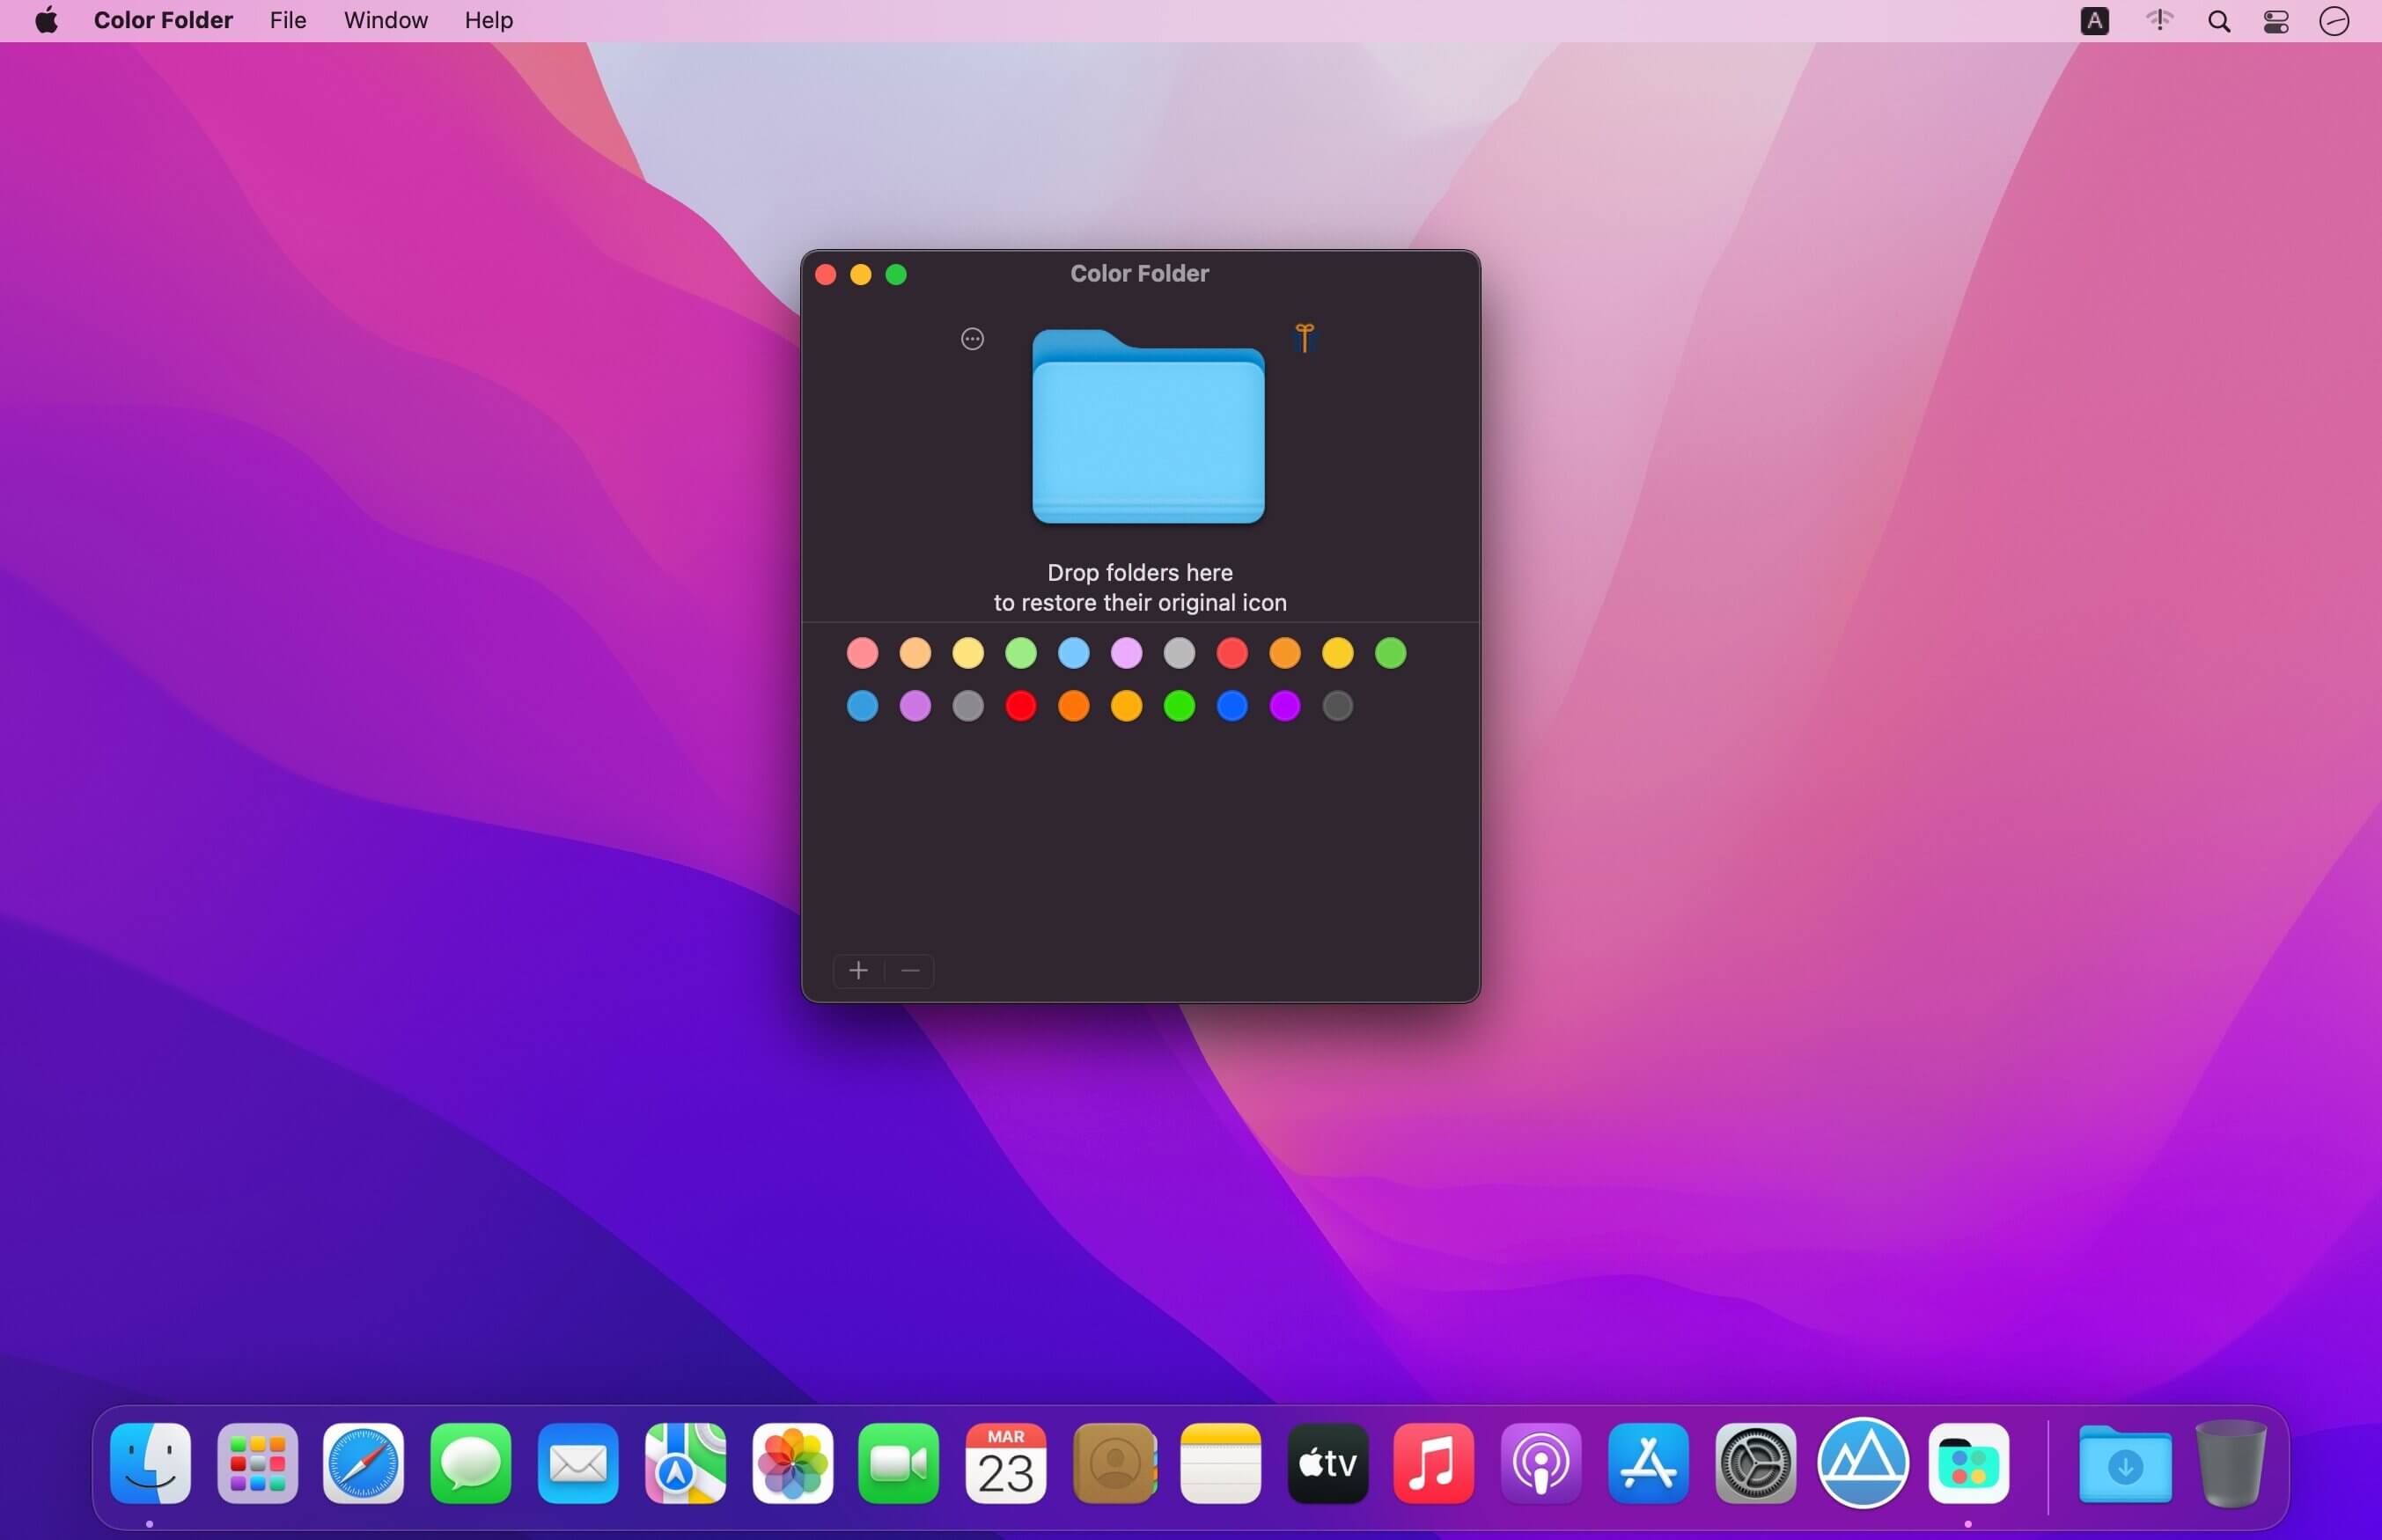 Color Folder File Window Help A
Color Folder
Drop folders here
to restore their original icon
MAR
23
tv